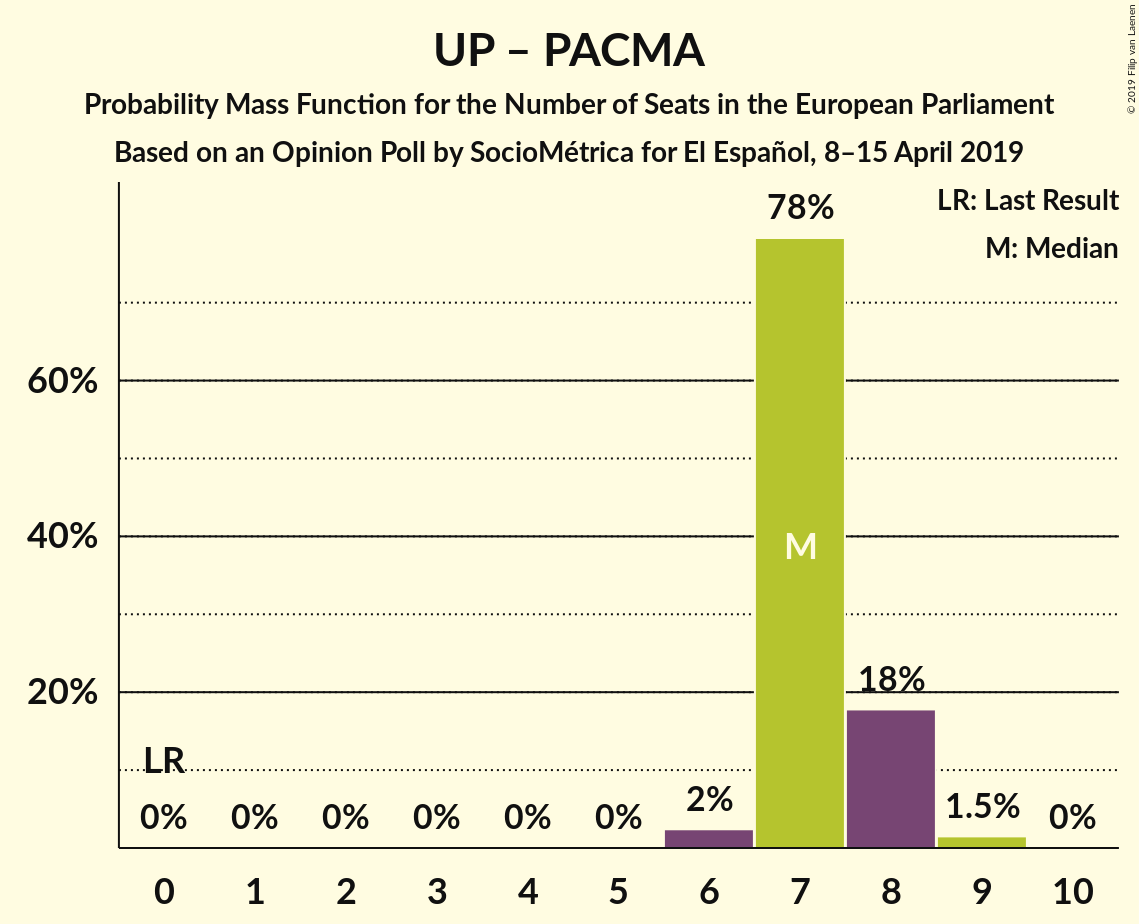 UP – PACMA
Probability Mass Function for the Number of Seats in the European Parliament
Based on an Opinion Poll by SocioMétrica for El Español, 8–15 April 2019
© 2019 Filip van Laenen
LR: Last Result
M: Median
78%
60%
40%
M
20%
18%
LR
0% 0% 0% 0% 0% 0% 2% 1.5% 0%
0 1 2 3 4 5 6 7 8 9 10